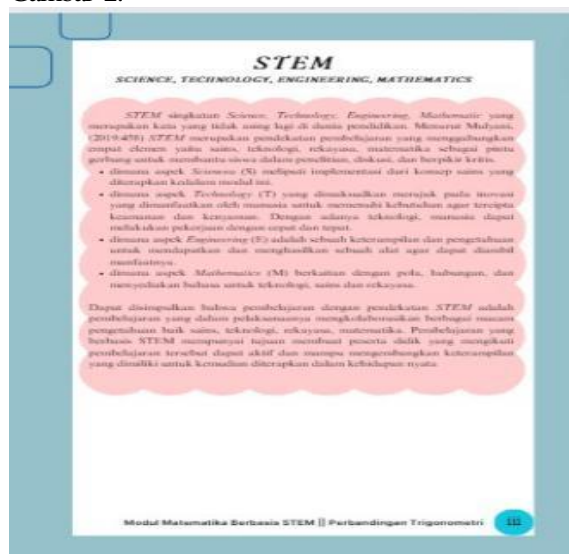 STEM
SCIENCE, TECHNOLOGY, ENGINEERING, MATHEMATICS
STEM singkatan Science, Technology, Engineering, Mathematic yang
merupakan kata yang tidak asing lagi di dunia pendidikan. Menurut Mulyani,
(2019:456) STEM merupakan pendekatan pembelajaran yang menggabungkan
empat elemen yaitu sains, teknologi, rekayasa, matematika sebagai pintu
gerbang untuk membantu siswa dalam penelitian, diskusi, dan berpikir kritis.
• dimana aspek Sciences (S) meliputi implementasi dari konsep sains yang
diterapkan kedalam modul ini.
• dimana aspek Technology (T) yang dimaksudkan merujuk pada inovasi
yang dimanfaatkan oleh manusia untuk memenuhi kebutuhan agar tercipta
keamanan dan kenyaman. Dengan adanya teknologi, manusia dapat
melakukan pekerjaan dengan cepat dan tepat.
• dimana aspek Engineering (E) adalah sebuah keterampilan dan pengetahuan
untuk mendapatkan dan menghasilkan sebuah alat agar dapat diambil
manfaatnya.
• dimana aspek Mathematics (M) berkaitan dengan pola, hubungan, dan
menyediakan bahasa untuk teknologi, sains dan rekayasa.
Dapat disimpulkan bahwa pembelajaran dengan pendekatan STEM adalah
pembelajaran yang dalam pelaksanaanya mengkolaborasikan berbagai macam
pengetahuan baik sains, teknologi, rekayasa, matematika. Pembelajaran yang
berbasis STEM mempunyai tujuan membuat peserta didik yang mengikuti
pembelajaran tersebut dapat aktif dan mampu mengembangkan keterampilan
yang dimiliki untuk kemudian diterapkan dalam kehidupan nyata.
Modul Matematika Berbasis STEM || Perbandingan Trigonometri